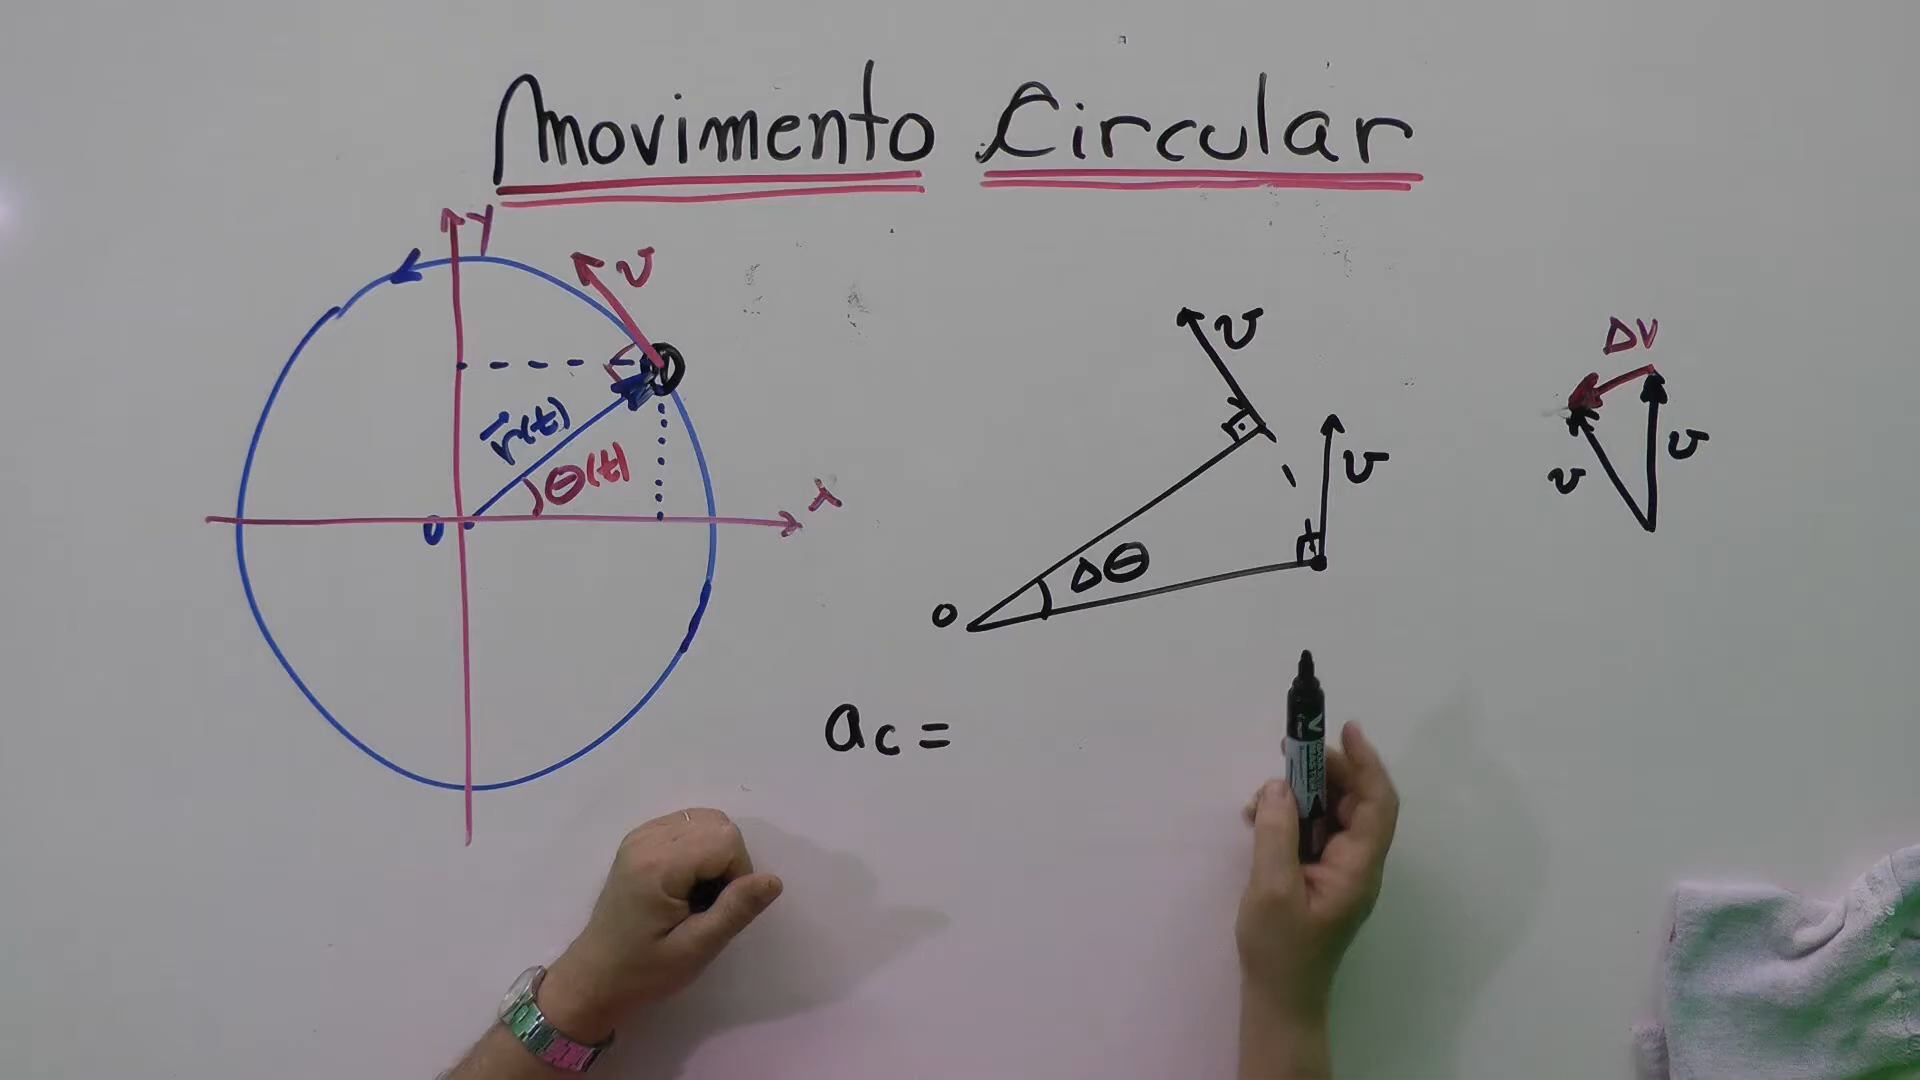 Movimento Circular
y
v
r⃗(t)
θ(t)
x
0
v
v
Δθ
0
Δv
v
v
ac =